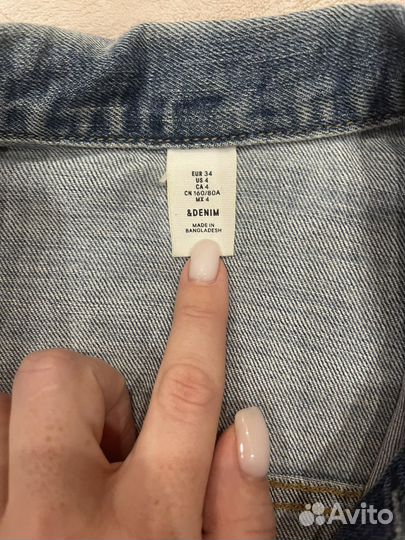 EUR 34
US 4
CA 4
CN 160/80A
MX 4
&DENIM
MADE IN
BANGLADESH
Avito